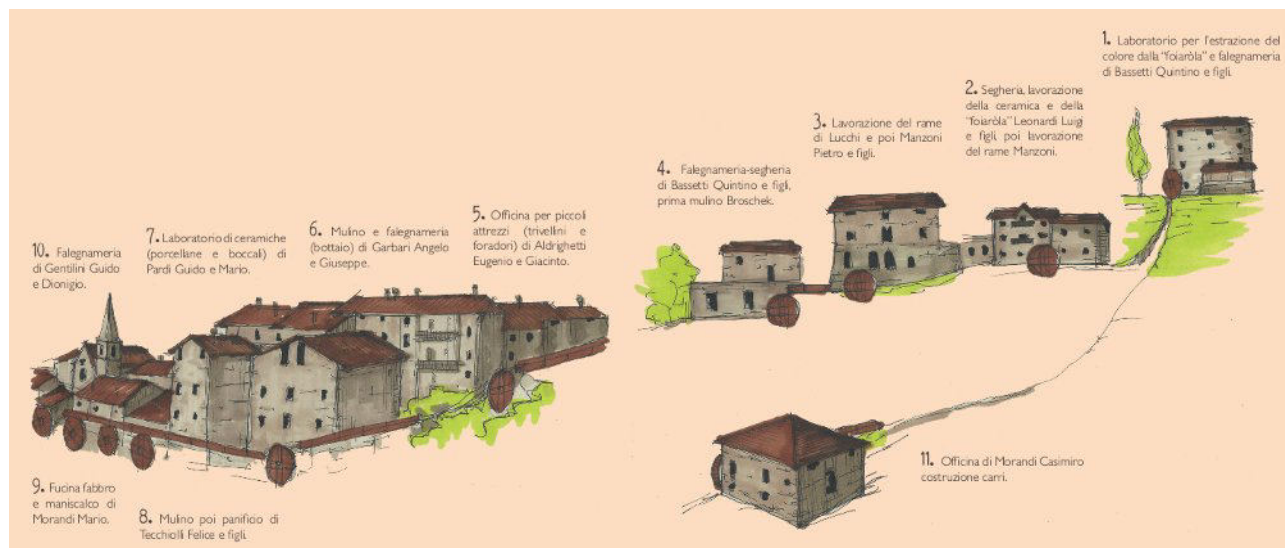 1. Laboratorio per l'estrazione del
colore dalla "foiaròla" e falegnameria
di Bassetti Quintino e figli.
2. Segheria, lavorazione
della ceramica e della
"foiaròla" Leonardi Luigi
e figli, poi lavorazione
del rame Manzoni.
3. Lavorazione del rame
di Lucchi e poi Manzoni
Pietro e figli.
4. Falegnameria-segheria
di Bassetti Quintino e figli,
prima mulino Broschek.
5. Officina per piccoli
attrezzi (trivellini e
foradori) di Aldrighetti
Eugenio e Giacinto.
6. Mulino e falegnameria
(bottaio) di Garbari Angelo
e Giuseppe.
7. Laboratorio di ceramiche
(porcellane e boccali) di
Pardi Guido e Mario.
10. Falegnameria
di Gentilini Guido
e Dionigio.
9. Fucina fabbro
e maniscalco di
Morandi Mario.
8. Mulino poi panificio di
Tecchiolli Felice e figli.
11. Officina di Morandi Casimiro
costruzione carri.